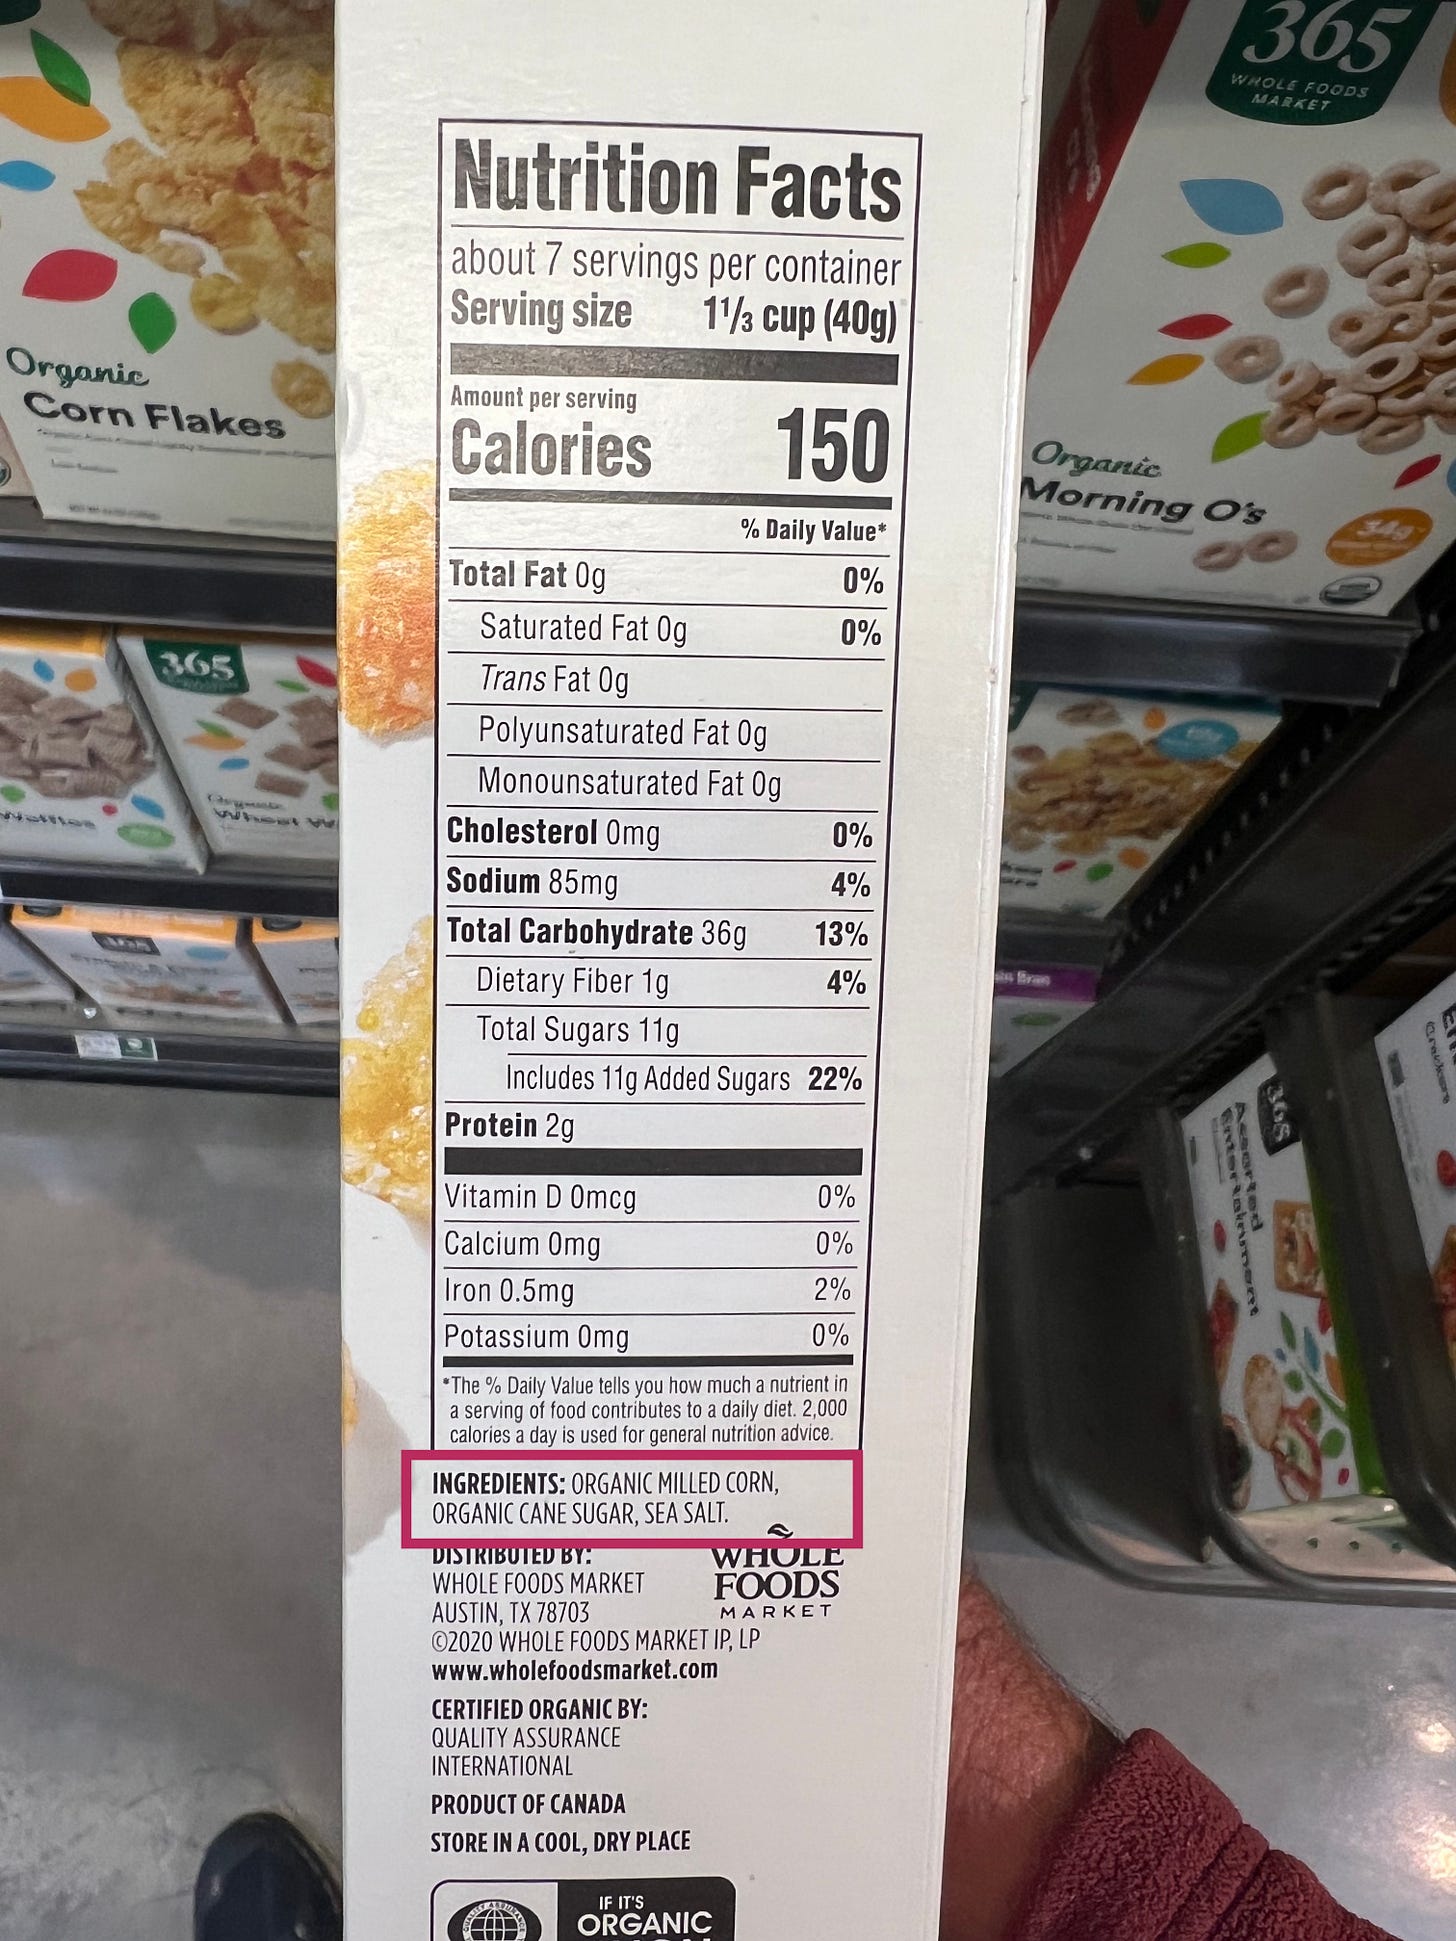 Nutrition Facts
about 7 servings per container
Serving size 1⅓ cup (40g)
Amount per serving
Calories 150
% Daily Value*
Total Fat 0g 0%
Saturated Fat 0g 0%
Trans Fat 0g
Polyunsaturated Fat 0g
Monounsaturated Fat 0g
Cholesterol 0mg 0%
Sodium 85mg 4%
Total Carbohydrate 36g 13%
Dietary Fiber 1g 4%
Total Sugars 11g
Includes 11g Added Sugars 22%
Protein 2g
Vitamin D 0mcg 0%
Calcium 0mg 0%
Iron 0.5mg 2%
Potassium 0mg 0%
*The % Daily Value tells you how much a nutrient in
a serving of food contributes to a daily diet. 2,000
calories a day is used for general nutrition advice.
INGREDIENTS: ORGANIC MILLED CORN,
ORGANIC CANE SUGAR, SEA SALT.
DISTRIBUTED BY:
WHOLE FOODS MARKET
AUSTIN, TX 78703
©2020 WHOLE FOODS MARKET IP, LP
www.wholefoodsmarket.com
WHOLE
FOODS
MARKET
CERTIFIED ORGANIC BY:
QUALITY ASSURANCE
INTERNATIONAL
PRODUCT OF CANADA
STORE IN A COOL, DRY PLACE
IF IT'S
ORGANIC
Organic
Corn Flakes
365
WHOLE FOODS
MARKET
Organic
Morning O's
34g
365
Organic
Wheat
365
Assorted
Entertainment
Crackers